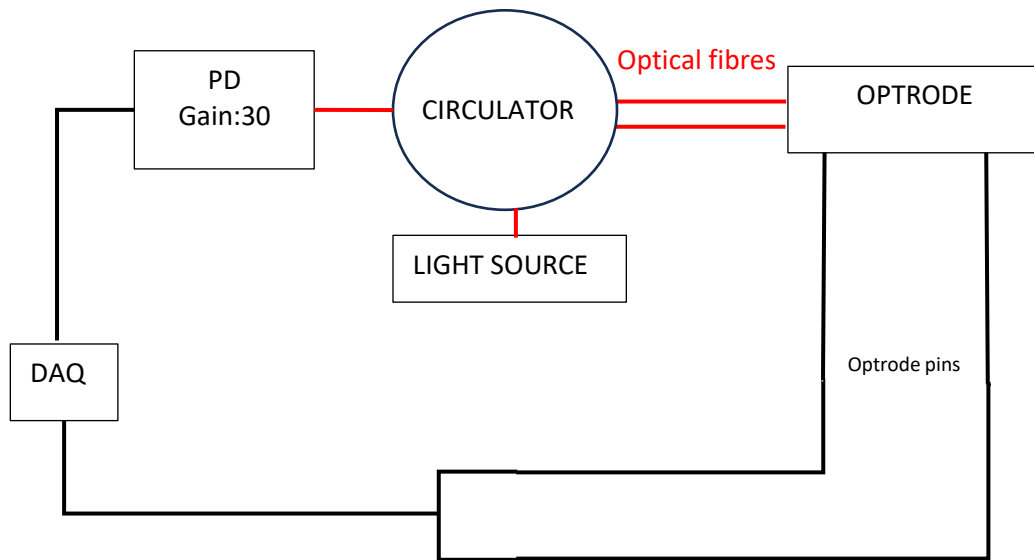 PD
Gain:30
CIRCULATOR
Optical fibres
OPTRODE
LIGHT SOURCE
DAQ
Optrode pins